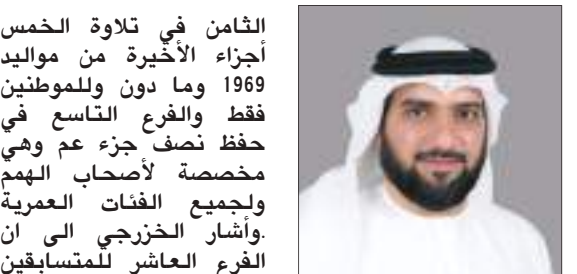 الثامن في تلاوة الخمس
أجزاء الأخيرة من مواليد
1969 وما دون وللموطنين
فقط والفرع التاسع في
حفظ نصف جزء عم وهي
مخصصة لأصحاب الهمم
ولجميع الفئات العمرية
.وأشار الخزرجي الى ان
الفرع العاشر للمتسابقين